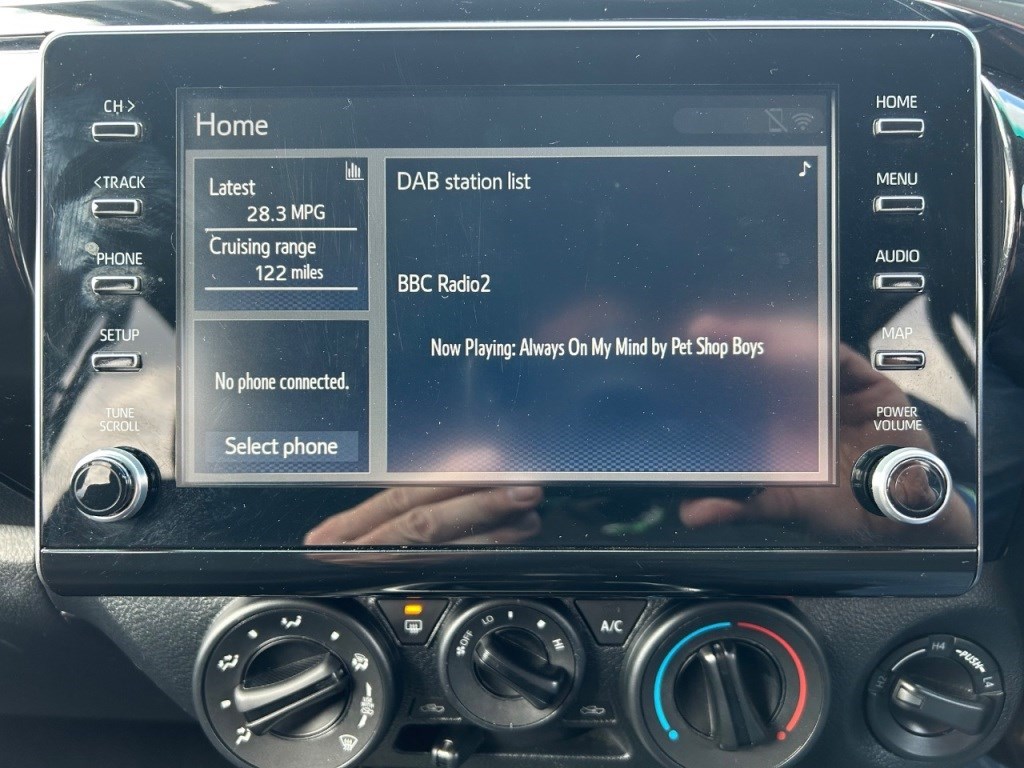 CH >
< TRACK
PHONE
SETUP
TUNE
SCROLL
Home
Latest
28.3 MPG
Cruising range
122 miles
No phone connected.
Select phone
DAB station list
BBC Radio2
Now Playing: Always On My Mind by Pet Shop Boys
HOME
MENU
AUDIO
MAP
POWER
VOLUME
OFF
LO
HI
A/C
H2
H4
PUSH
L4